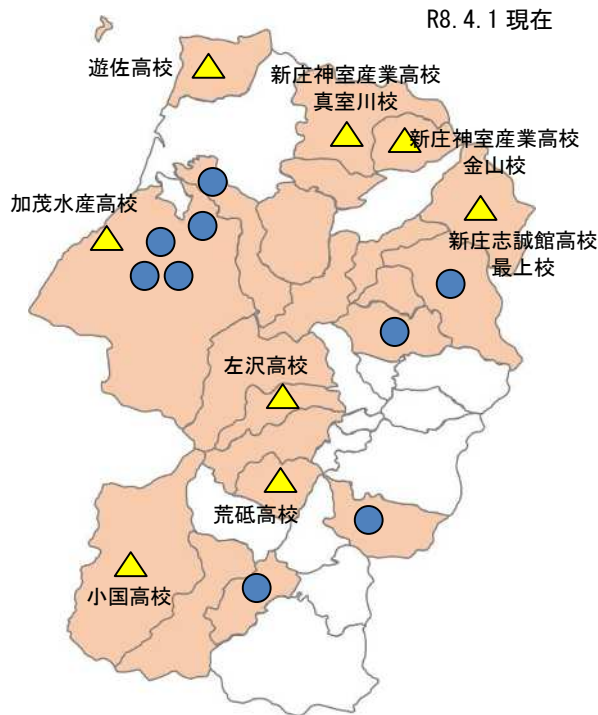 R8.4.1 現在
遊佐高校
新庄神室産業高校
真室川校
新庄神室産業高校
金山校
加茂水産高校
新庄志誠館高校
最上校
左沢高校
荒砥高校
小国高校